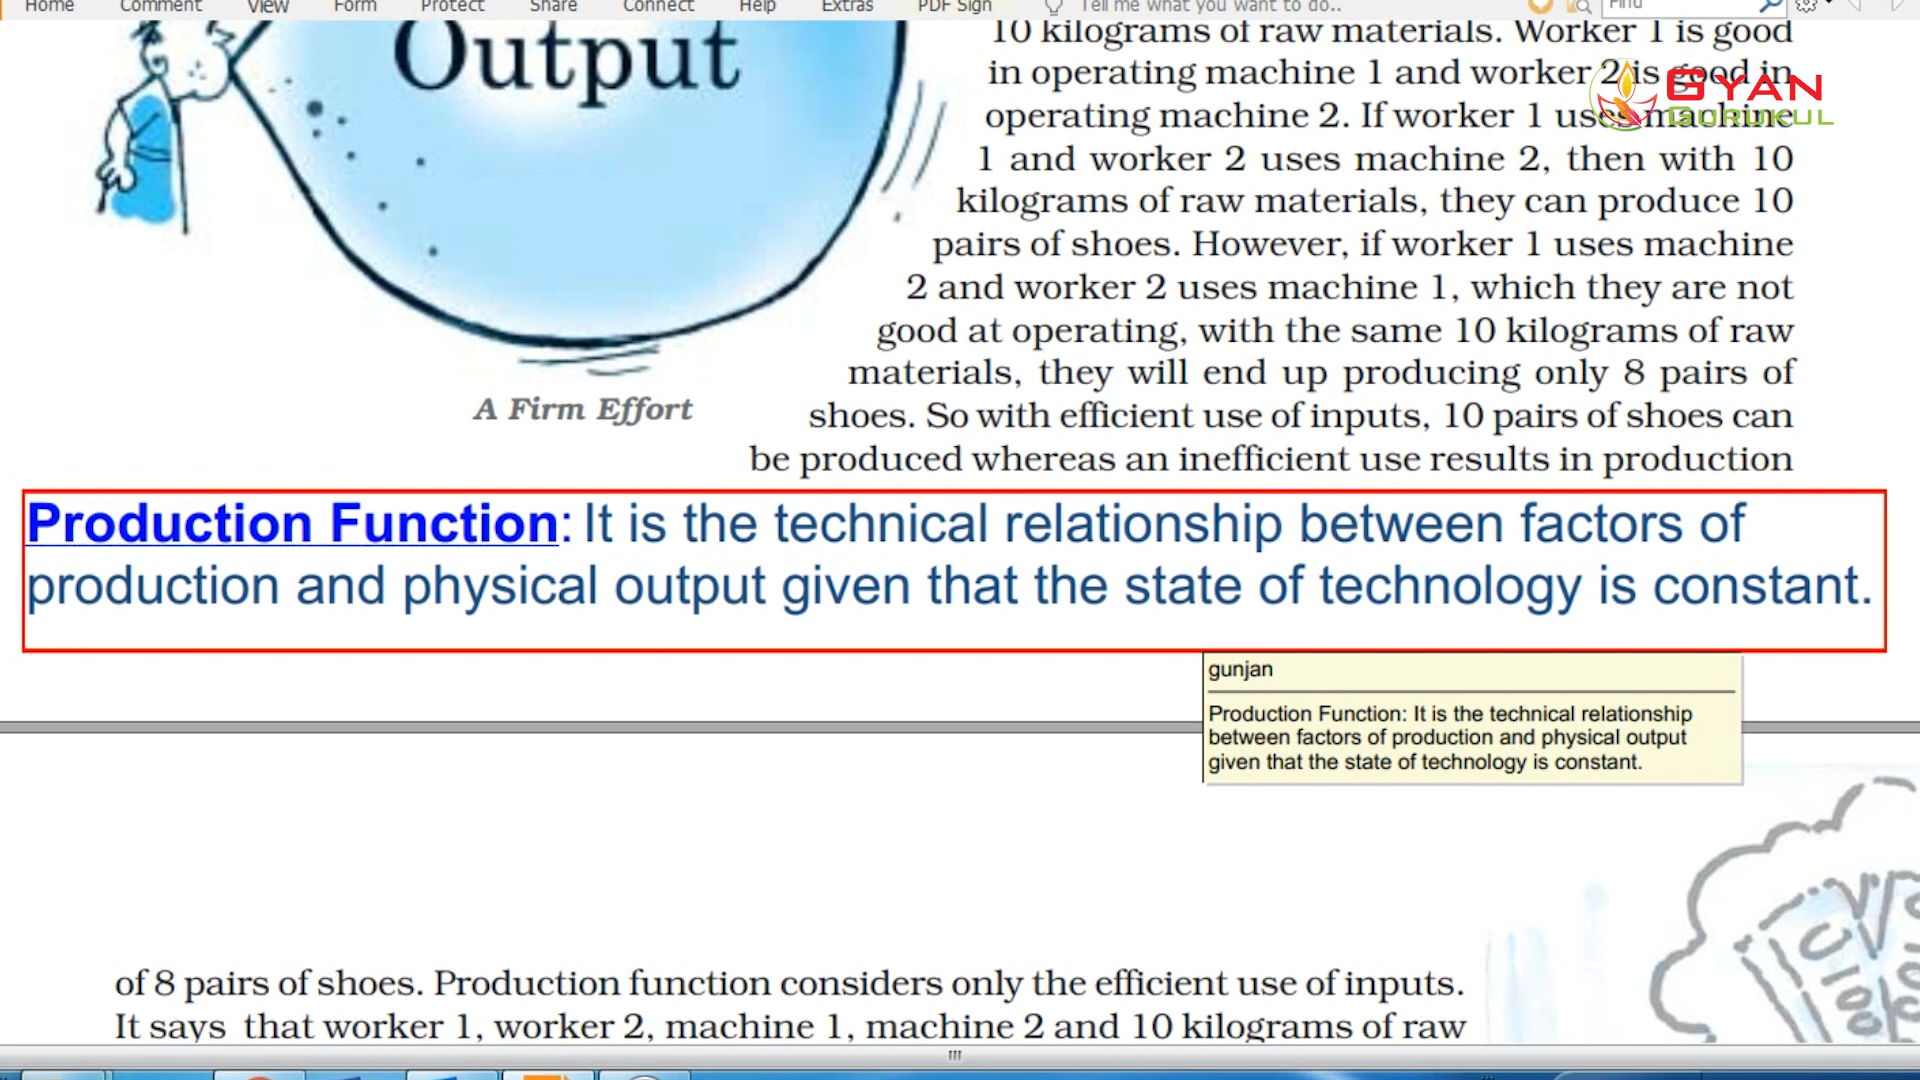 Home Comment View Form Protect Share Connect Help Extras PDF Sign Tell me what you want to do.. Find
Output
10 kilograms of raw materials. Worker 1 is good
in operating machine 1 and worker 2 is good in
operating machine 2. If worker 1 uses machine
1 and worker 2 uses machine 2, then with 10
kilograms of raw materials, they can produce 10
pairs of shoes. However, if worker 1 uses machine
2 and worker 2 uses machine 1, which they are not
good at operating, with the same 10 kilograms of raw
materials, they will end up producing only 8 pairs of
shoes. So with efficient use of inputs, 10 pairs of shoes can
be produced whereas an inefficient use results in production
GYAN
GURUKUL
A Firm Effort
Production Function: It is the technical relationship between factors of
production and physical output given that the state of technology is constant.
gunjan
Production Function: It is the technical relationship
between factors of production and physical output
given that the state of technology is constant.
of 8 pairs of shoes. Production function considers only the efficient use of inputs.
It says that worker 1, worker 2, machine 1, machine 2 and 10 kilograms of raw